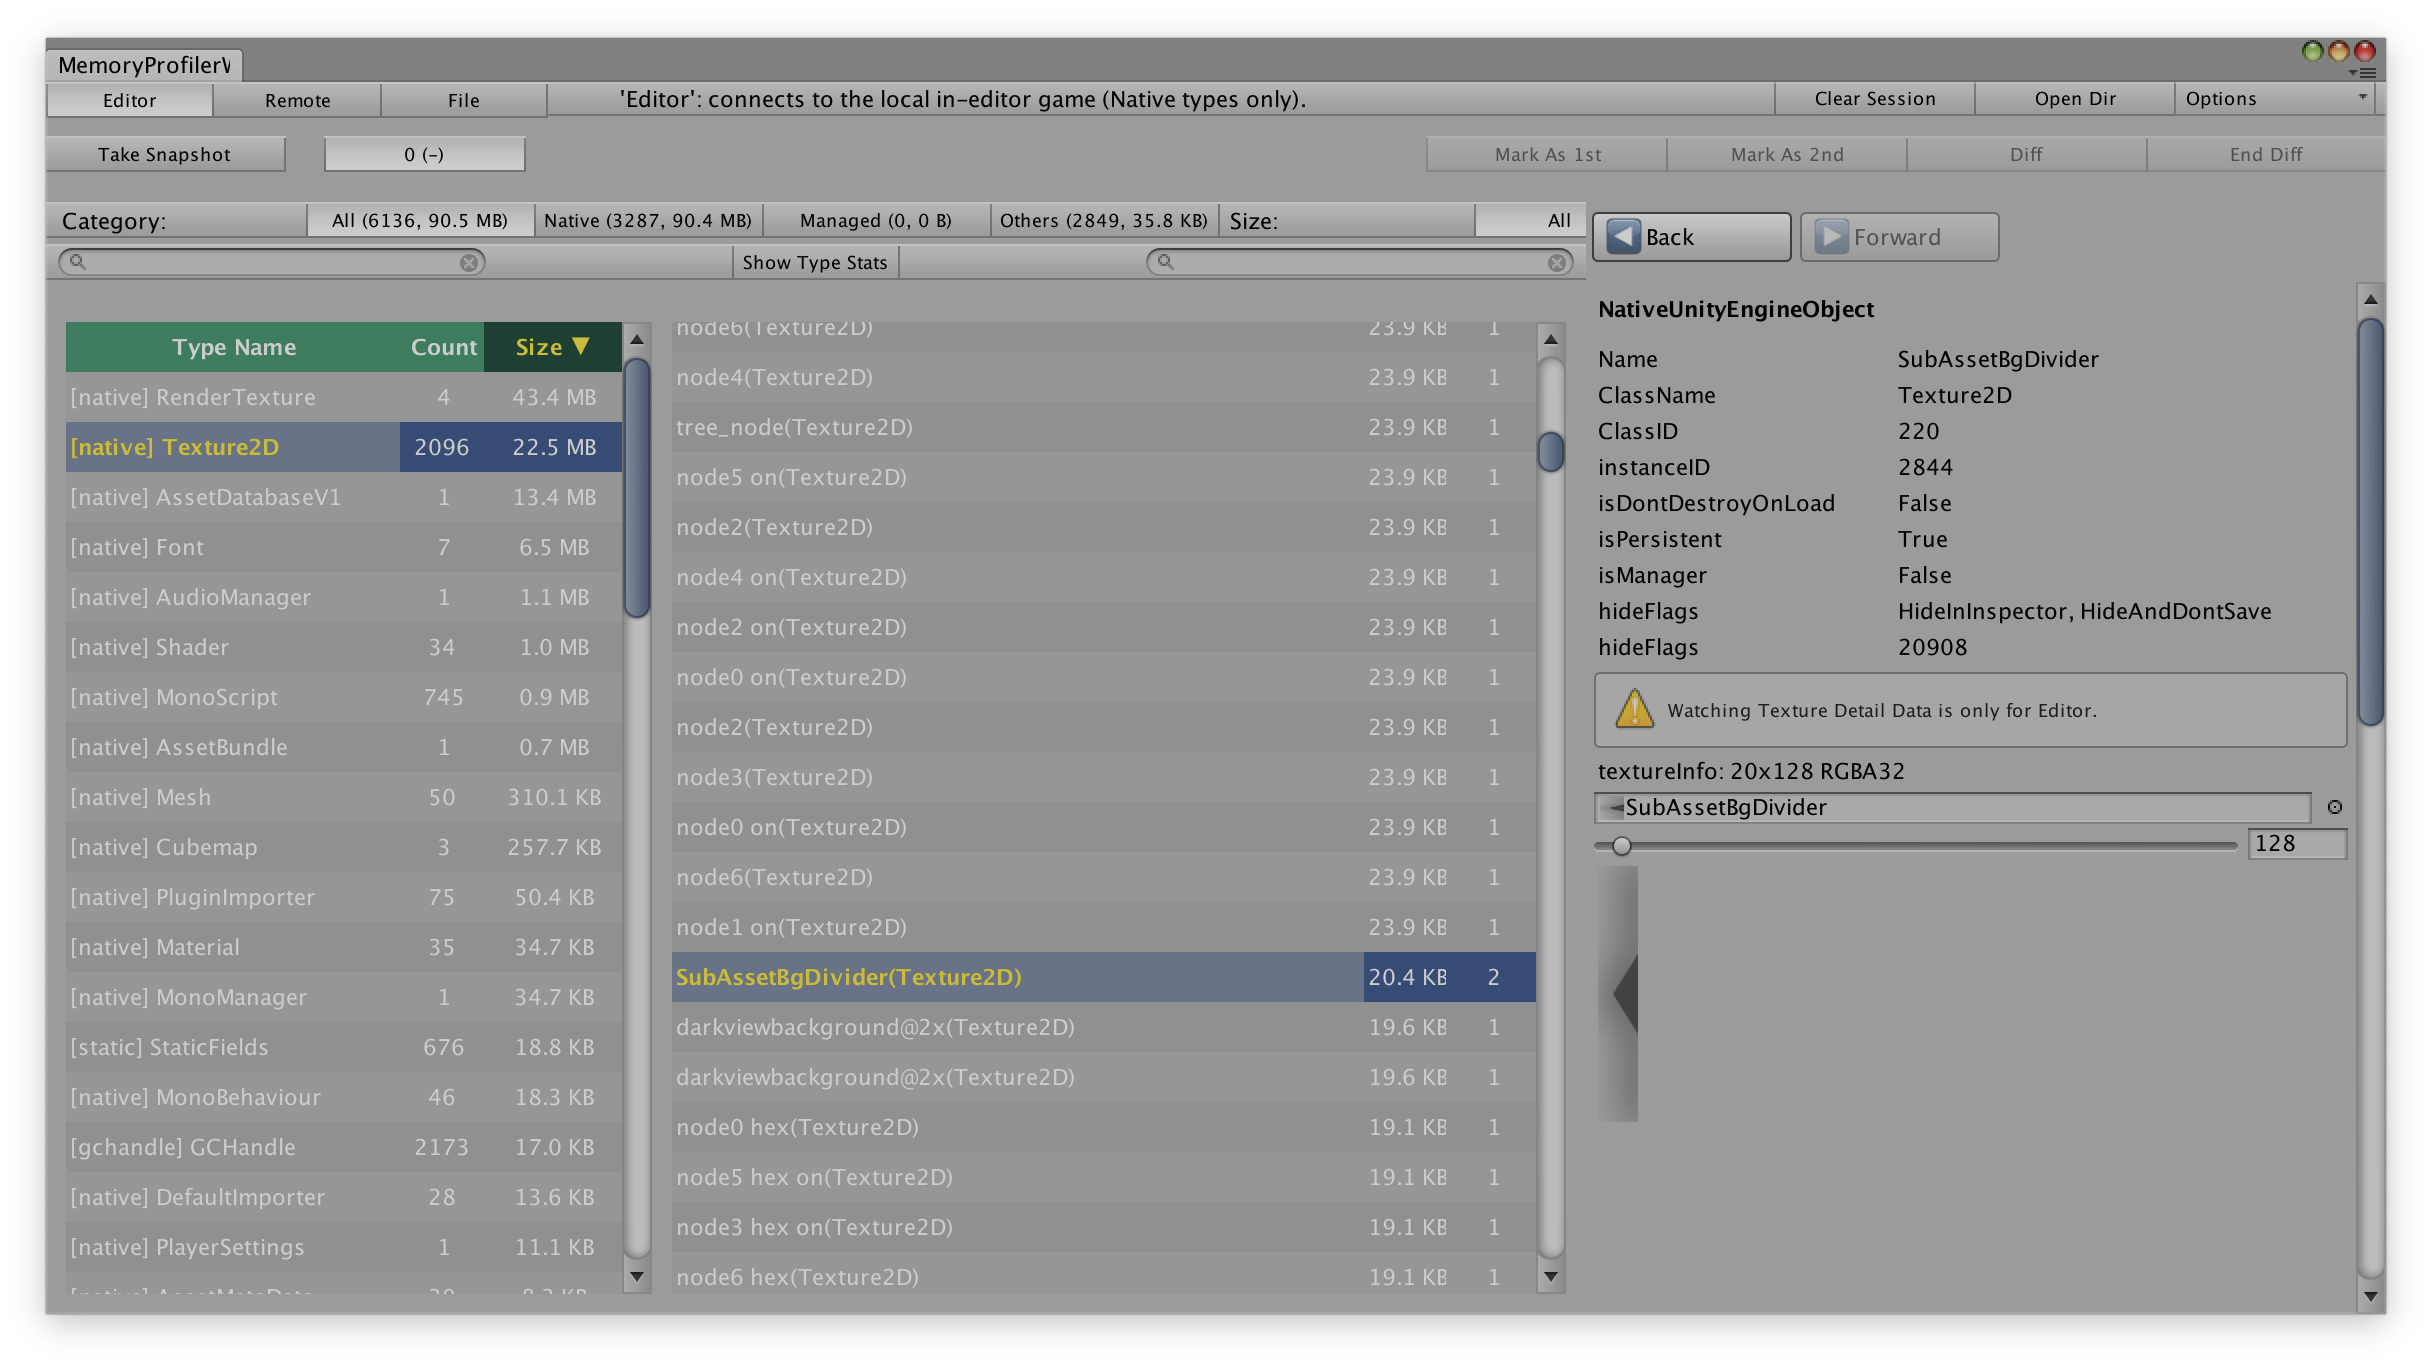 MemoryProfilerW
Editor Remote File 'Editor': connects to the local in-editor game (Native types only). Clear Session Open Dir Options
Take Snapshot 0 (-) Mark As 1st Mark As 2nd Diff End Diff
Category: All (6136, 90.5 MB) Native (3287, 90.4 MB) Managed (0, 0 B) Others (2849, 35.8 KB) Size: All
Back Forward
Show Type Stats
Type Name Count Size ▼
[native] RenderTexture 4 43.4 MB
[native] Texture2D 2096 22.5 MB
[native] AssetDatabaseV1 1 13.4 MB
[native] Font 7 6.5 MB
[native] AudioManager 1 1.1 MB
[native] Shader 34 1.0 MB
[native] MonoScript 745 0.9 MB
[native] AssetBundle 1 0.7 MB
[native] Mesh 50 310.1 KB
[native] Cubemap 3 257.7 KB
[native] PluginImporter 75 50.4 KB
[native] Material 35 34.7 KB
[native] MonoManager 1 34.7 KB
[static] StaticFields 676 18.8 KB
[native] MonoBehaviour 46 18.3 KB
[gchandle] GCHandle 2173 17.0 KB
[native] DefaultImporter 28 13.6 KB
[native] PlayerSettings 1 11.1 KB
node6(Texture2D) 23.9 KB 1
node4(Texture2D) 23.9 KB 1
tree_node(Texture2D) 23.9 KB 1
node5 on(Texture2D) 23.9 KB 1
node2(Texture2D) 23.9 KB 1
node4 on(Texture2D) 23.9 KB 1
node2 on(Texture2D) 23.9 KB 1
node0 on(Texture2D) 23.9 KB 1
node2(Texture2D) 23.9 KB 1
node3(Texture2D) 23.9 KB 1
node0 on(Texture2D) 23.9 KB 1
node6(Texture2D) 23.9 KB 1
node1 on(Texture2D) 23.9 KB 1
SubAssetBgDivider(Texture2D) 20.4 KB 2
darkviewbackground@2x(Texture2D) 19.6 KB 1
darkviewbackground@2x(Texture2D) 19.6 KB 1
node0 hex(Texture2D) 19.1 KB 1
node5 hex on(Texture2D) 19.1 KB 1
node3 hex on(Texture2D) 19.1 KB 1
node6 hex(Texture2D) 19.1 KB 1
NativeUnityEngineObject
Name SubAssetBgDivider
ClassName Texture2D
ClassID 220
instanceID 2844
isDontDestroyOnLoad False
isPersistent True
isManager False
hideFlags HideInInspector, HideAndDontSave
hideFlags 20908
Watching Texture Detail Data is only for Editor.
textureInfo: 20x128 RGBA32
SubAssetBgDivider
128